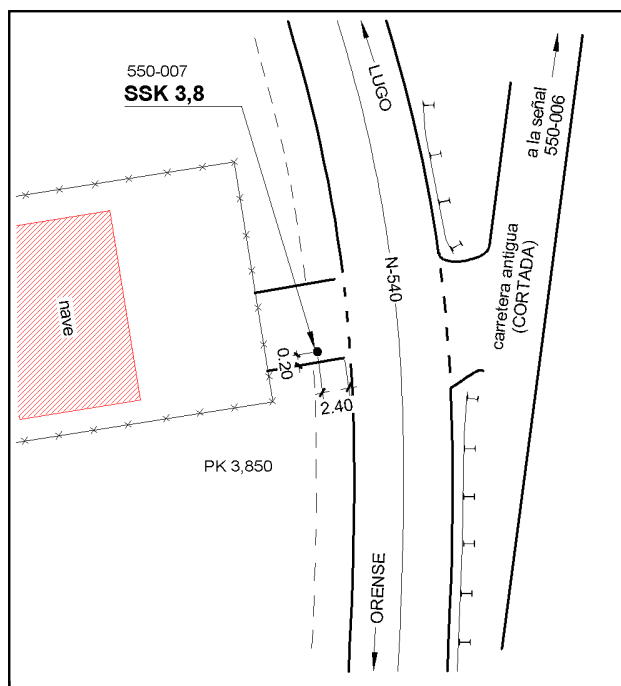 550-007
SSK 3,8
LUGO
a la señal
550-006
N-540
carretera antigua
(CORTADA)
nave
0.20
2.40
PK 3,850
ORENSE